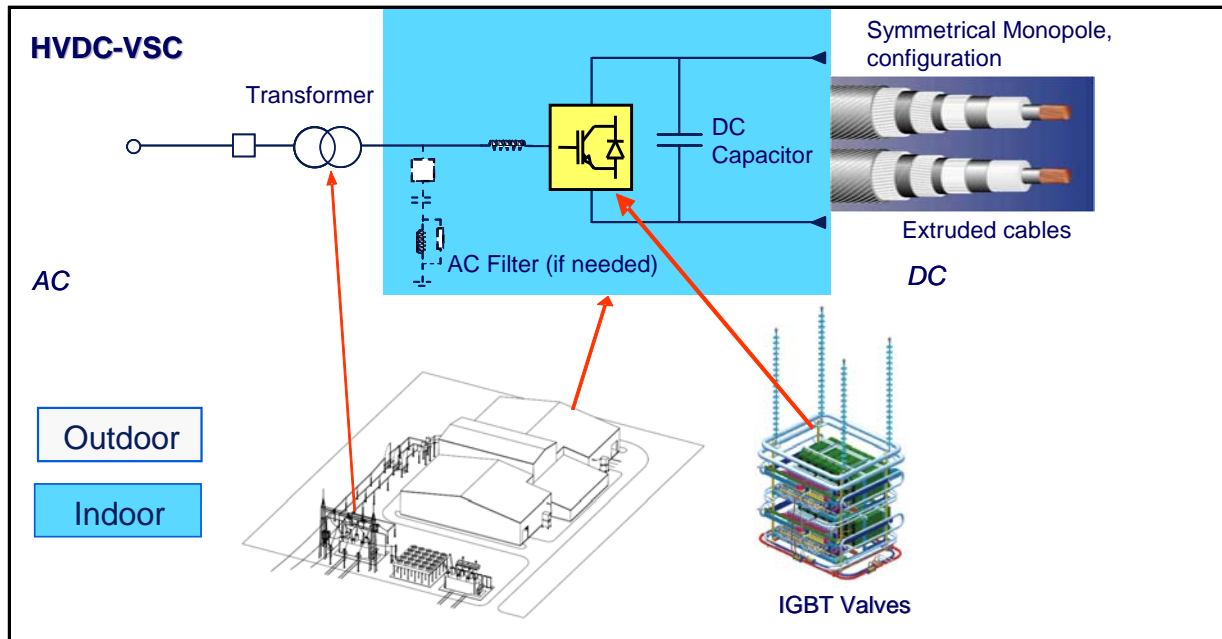 HVDC-VSC
Symmetrical Monopole,
configuration
Transformer
DC
Capacitor
Extruded cables
AC Filter (if needed)
AC
DC
Outdoor
Indoor
IGBT Valves